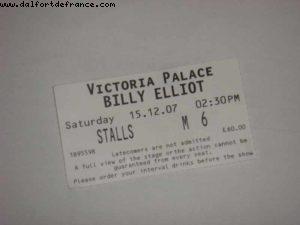 www.dalfortdefrance.com
VICTORIA PALACE
BILLY ELLIOT
Saturday 15.12.07 02:30PM
STALLS M 6
£60.00
Latecomers are not admitted
A full view of the stage or the action cannot be
guaranteed from every seat.
Please order your interval drinks before the show